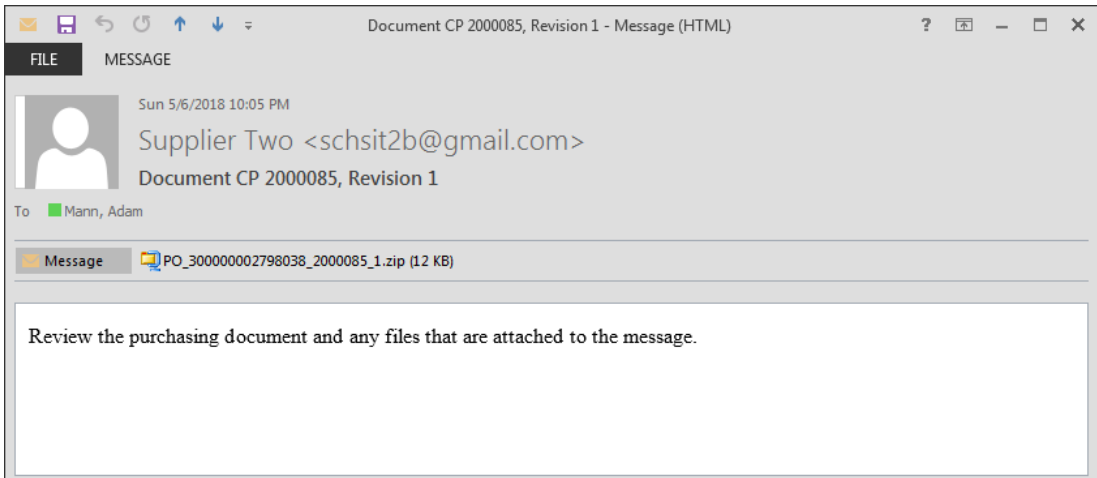 Document CP 2000085, Revision 1 - Message (HTML)
?
FILE MESSAGE
Sun 5/6/2018 10:05 PM
Supplier Two <schsit2b@gmail.com>
Document CP 2000085, Revision 1
To Mann, Adam
Message PO_300000002798038_2000085_1.zip (12 KB)
Review the purchasing document and any files that are attached to the message.